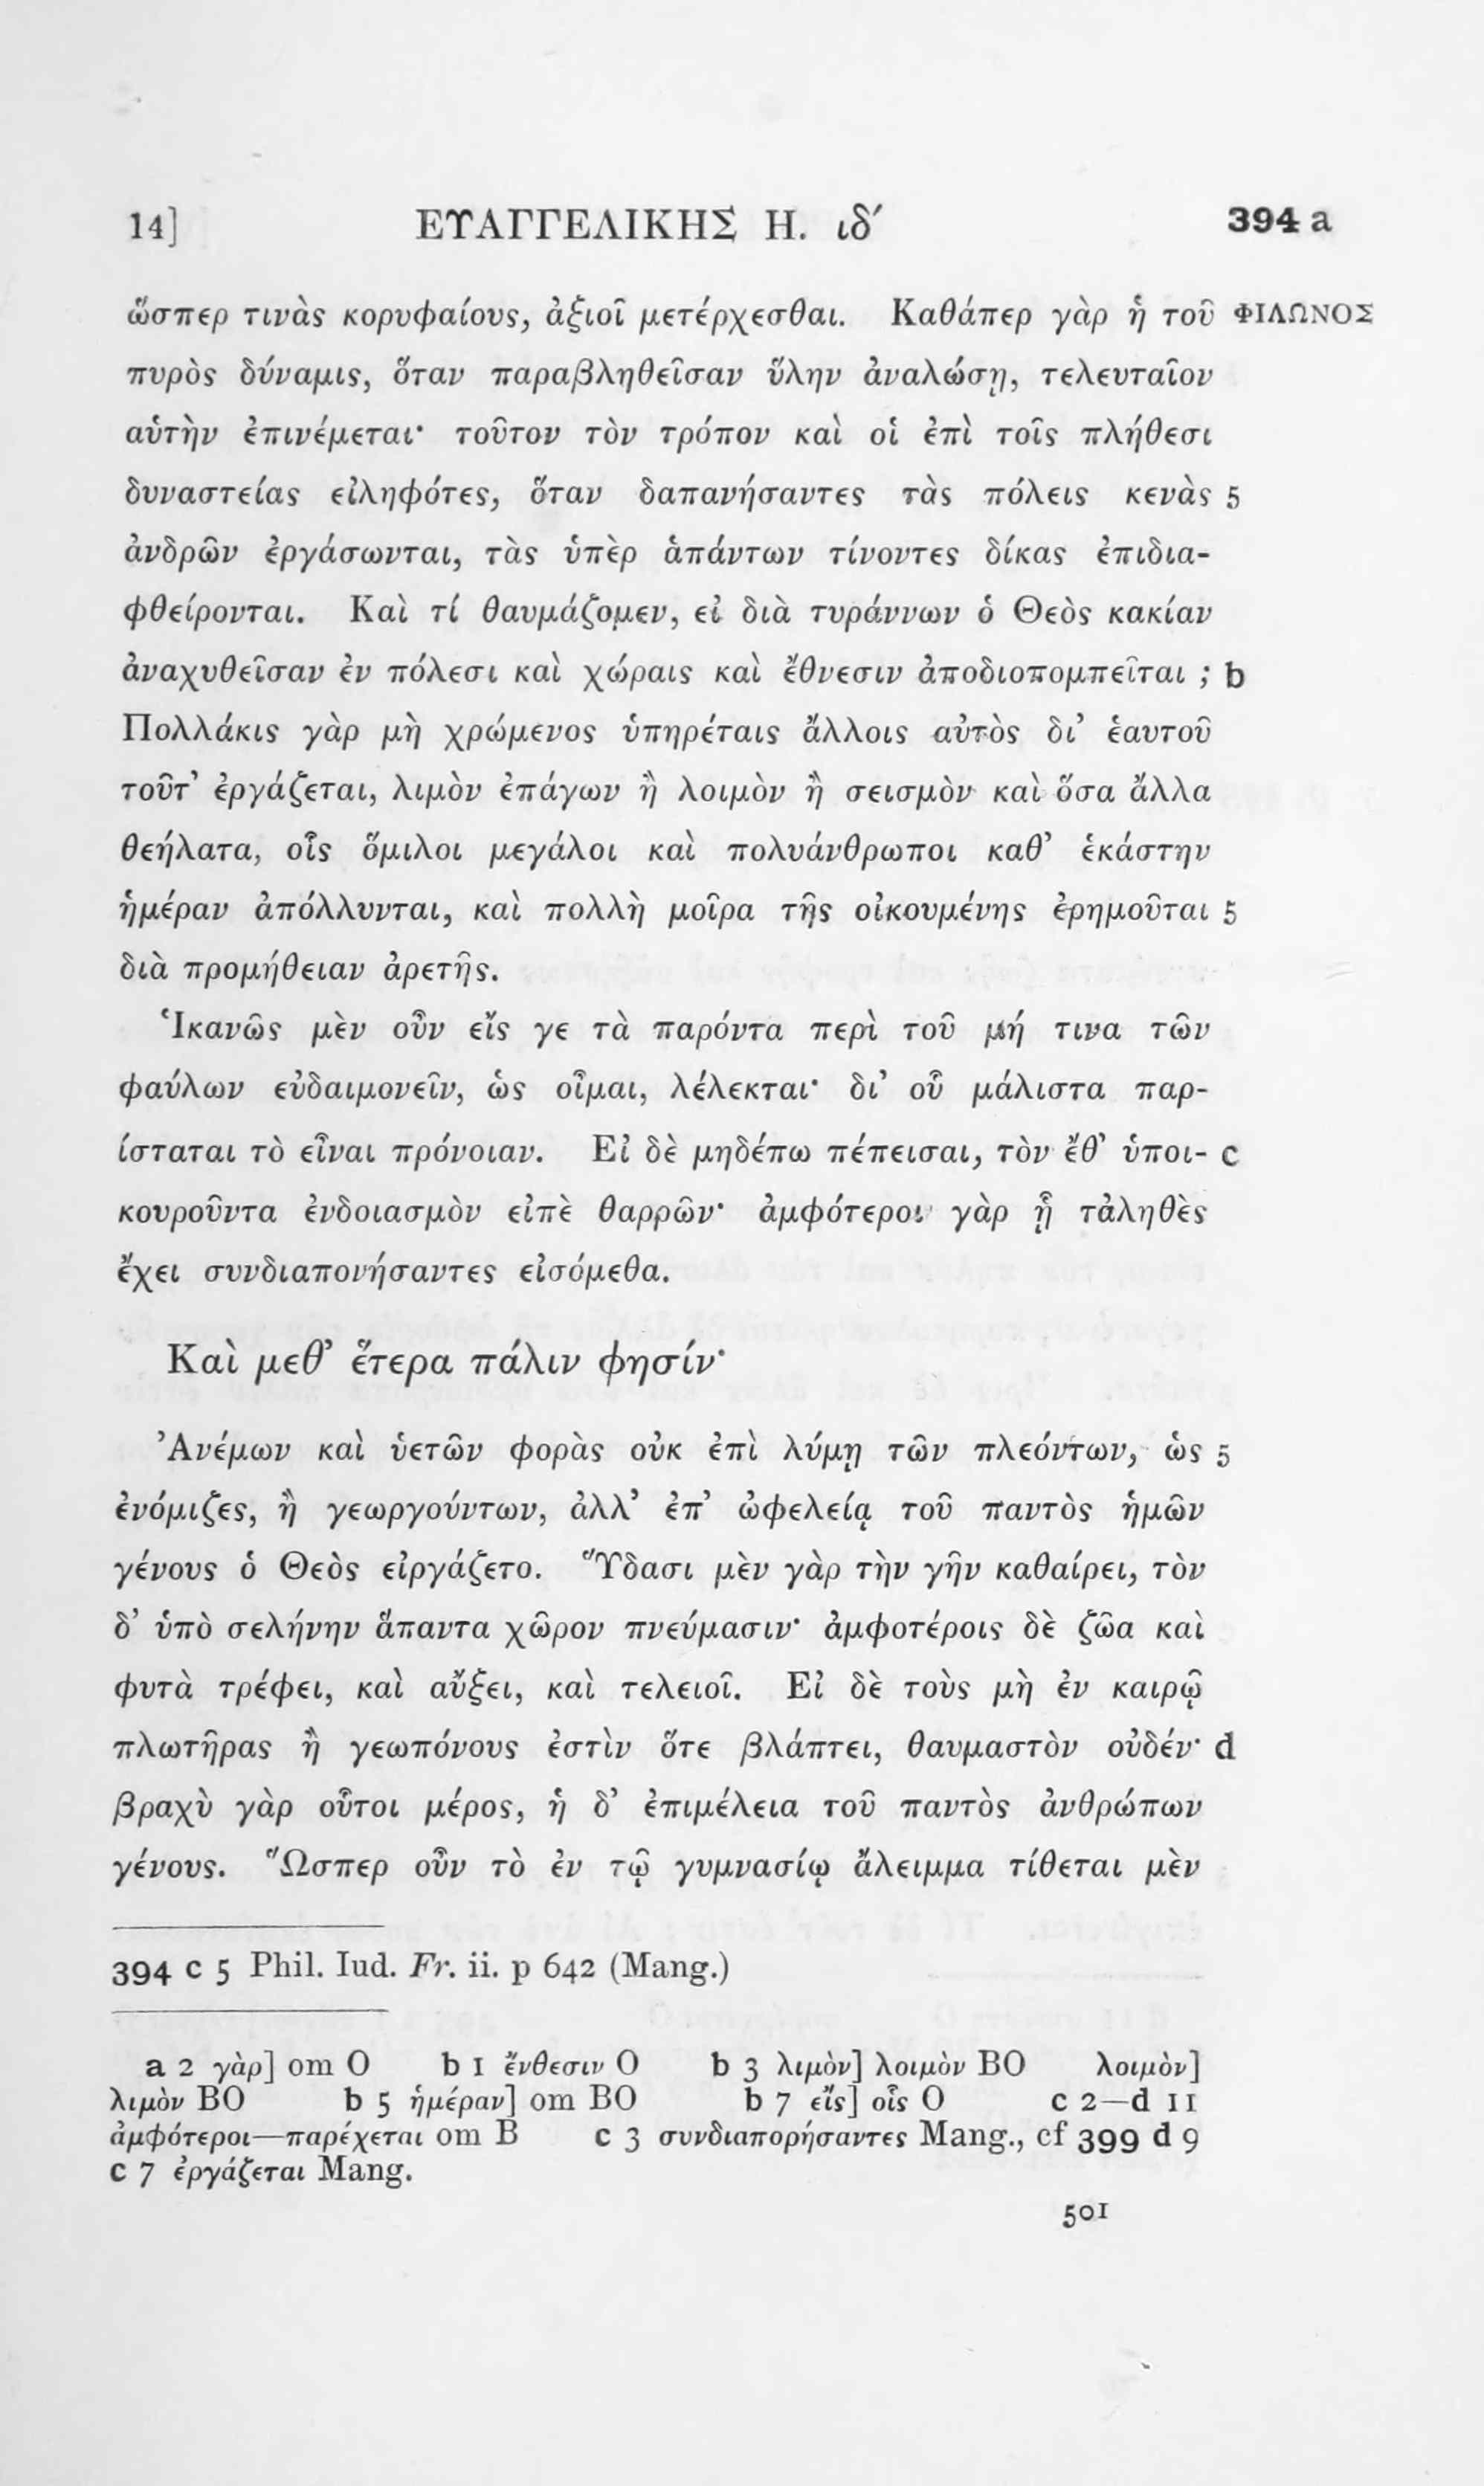 14] ΕΥΑΓΓΕΛΙΚΗΣ Η. ιδ´ 394 a
ὥσπερ τινὰς κορυφαίους, ἀξιοῖ μετέρχεσθαι. Καθάπερ γὰρ ἡ τοῦ ΦΙΛΩΝΟΣ
πυρὸς δύναμις, ὅταν παραβληθεῖσαν ὕλην ἀναλώσῃ, τελευταῖον
αὑτὴν ἐπινέμεται· τοῦτον τὸν τρόπον καὶ οἱ ἐπὶ τοῖς πλήθεσι
δυναστείας εἰληφότες, ὅταν δαπανήσαντες τὰς πόλεις κενὰς 5
ἀνδρῶν ἐργάσωνται, τὰς ὑπὲρ ἁπάντων τίνοντες δίκας ἐπιδια-
φθείρονται. Καὶ τί θαυμάζομεν, εἰ διὰ τυράννων ὁ Θεὸς κακίαν
ἀναχυθεῖσαν ἐν πόλεσι καὶ χώραις καὶ ἔθνεσιν ἀποδιοπομπεῖται ; b
Πολλάκις γὰρ μὴ χρώμενος ὑπηρέταις ἄλλοις αὐτὸς δι’ ἑαυτοῦ
τοῦτ’ ἐργάζεται, λιμὸν ἐπάγων ἢ λοιμὸν ἢ σεισμὸν καὶ ὅσα ἄλλα
θεήλατα, οἷς ὅμιλοι μεγάλοι καὶ πολυάνθρωποι καθ’ ἑκάστην
ἡμέραν ἀπόλλυνται, καὶ πολλὴ μοῖρα τῆς οἰκουμένης ἐρημοῦται 5
διὰ προμήθειαν ἀρετῆς.
Ἱκανῶς μὲν οὖν εἴς γε τὰ παρόντα περὶ τοῦ μή τινα τῶν
φαύλων εὐδαιμονεῖν, ὡς οἶμαι, λέλεκται· δι’ οὗ μάλιστα παρ-
ίσταται τὸ εἶναι πρόνοιαν. Εἰ δὲ μηδέπω πέπεισαι, τὸν ἔθ’ ὑποι- c
κουροῦντα ἐνδοιασμὸν εἰπὲ θαρρῶν· ἀμφότεροι γὰρ ᾗ τἀληθὲς
ἔχει συνδιαπονήσαντες εἰσόμεθα.
Καὶ μεθ’ ἕτερα πάλιν φησίν·
Ἀνέμων καὶ ὑετῶν φορὰς οὐκ ἐπὶ λύμῃ τῶν πλεόντων, ὡς 5
ἐνόμιζες, ἢ γεωργούντων, ἀλλ’ ἐπ’ ὠφελείᾳ τοῦ παντὸς ἡμῶν
γένους ὁ Θεὸς εἰργάζετο. Ὕδασι μὲν γὰρ τὴν γῆν καθαίρει, τὸν
δ’ ὑπὸ σελήνην ἅπαντα χῶρον πνεύμασιν· ἀμφοτέροις δὲ ζῶα καὶ
φυτὰ τρέφει, καὶ αὔξει, καὶ τελειοῖ. Εἰ δὲ τοὺς μὴ ἐν καιρῷ
πλωτῆρας ἢ γεωπόνους ἐστὶν ὅτε βλάπτει, θαυμαστὸν οὐδέν· d
βραχὺ γὰρ οὗτοι μέρος, ἡ δ’ ἐπιμέλεια τοῦ παντὸς ἀνθρώπων
γένους. Ὥσπερ οὖν τὸ ἐν τῷ γυμνασίῳ ἄλειμμα τίθεται μὲν
394 c 5 Phil. Iud. Fr. ii. p 642 (Mang.)
a 2 γὰρ] om O b 1 ἔνθεσιν O b 3 λιμὸν] λοιμὸν BO λοιμὸν]
λιμὸν BO b 5 ἡμέραν] om BO b 7 εἴς] οἷς O c 2—d 11
ἀμφότεροι—παρέχεται om B c 3 συνδιαπορήσαντες Mang., cf 399 d 9
c 7 ἐργάζεται Mang.
501